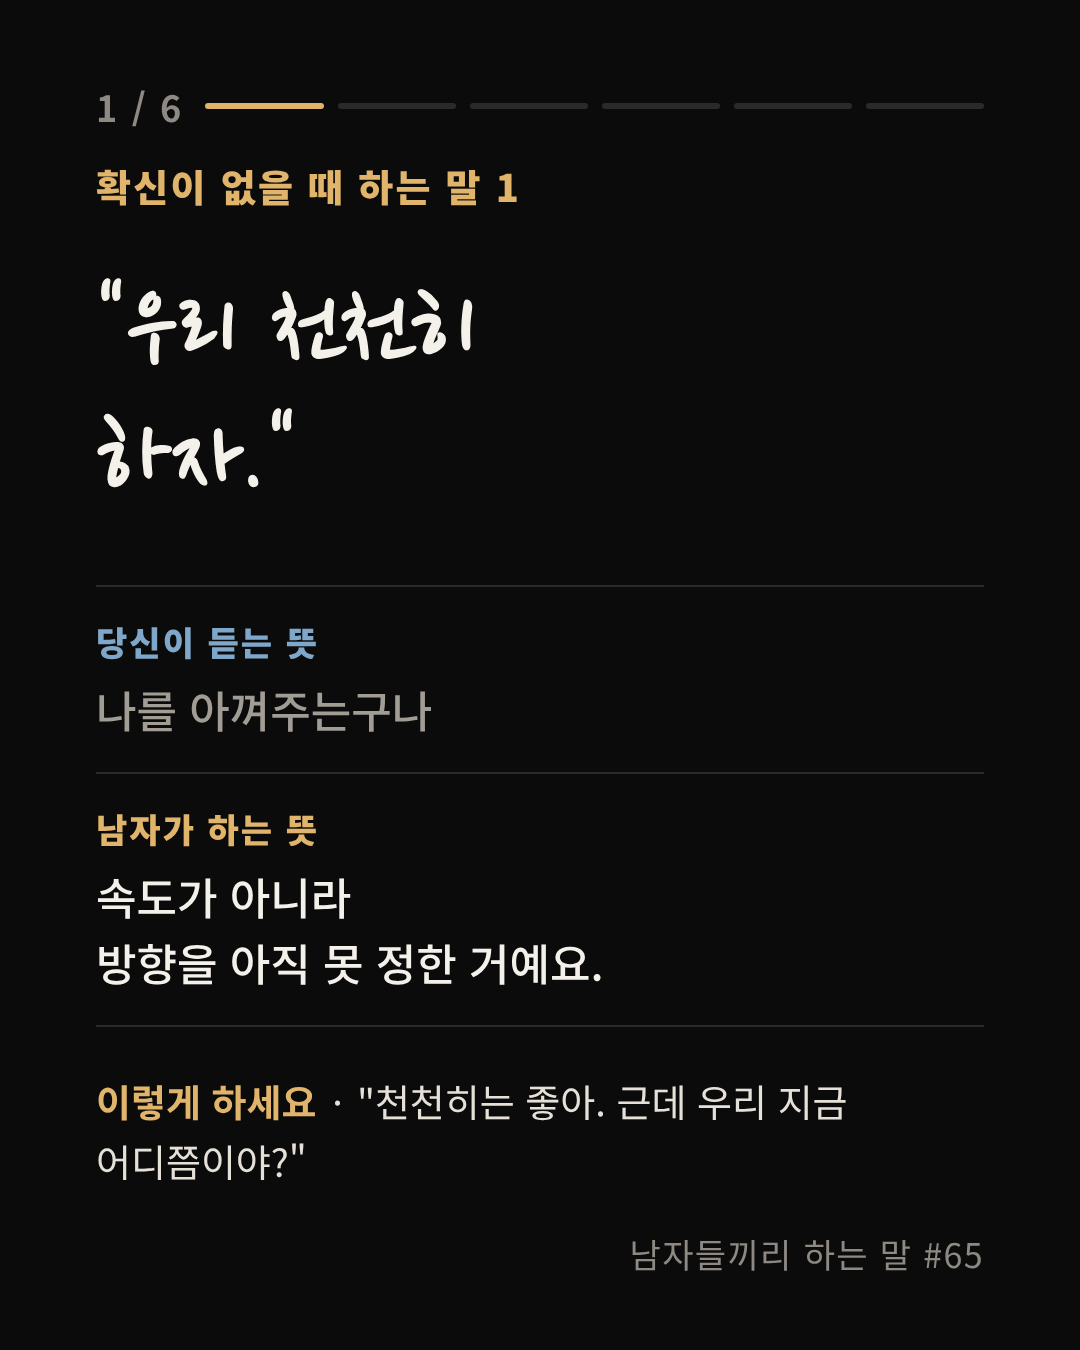 1 / 6
확신이 없을 때 하는 말 1
"우리 천천히
하자."
당신이 듣는 뜻
나를 아껴주는구나
남자가 하는 뜻
속도가 아니라
방향을 아직 못 정한 거예요.
이렇게 하세요 · "천천히는 좋아. 근데 우리 지금
어디쯤이야?"
남자들끼리 하는 말 #65